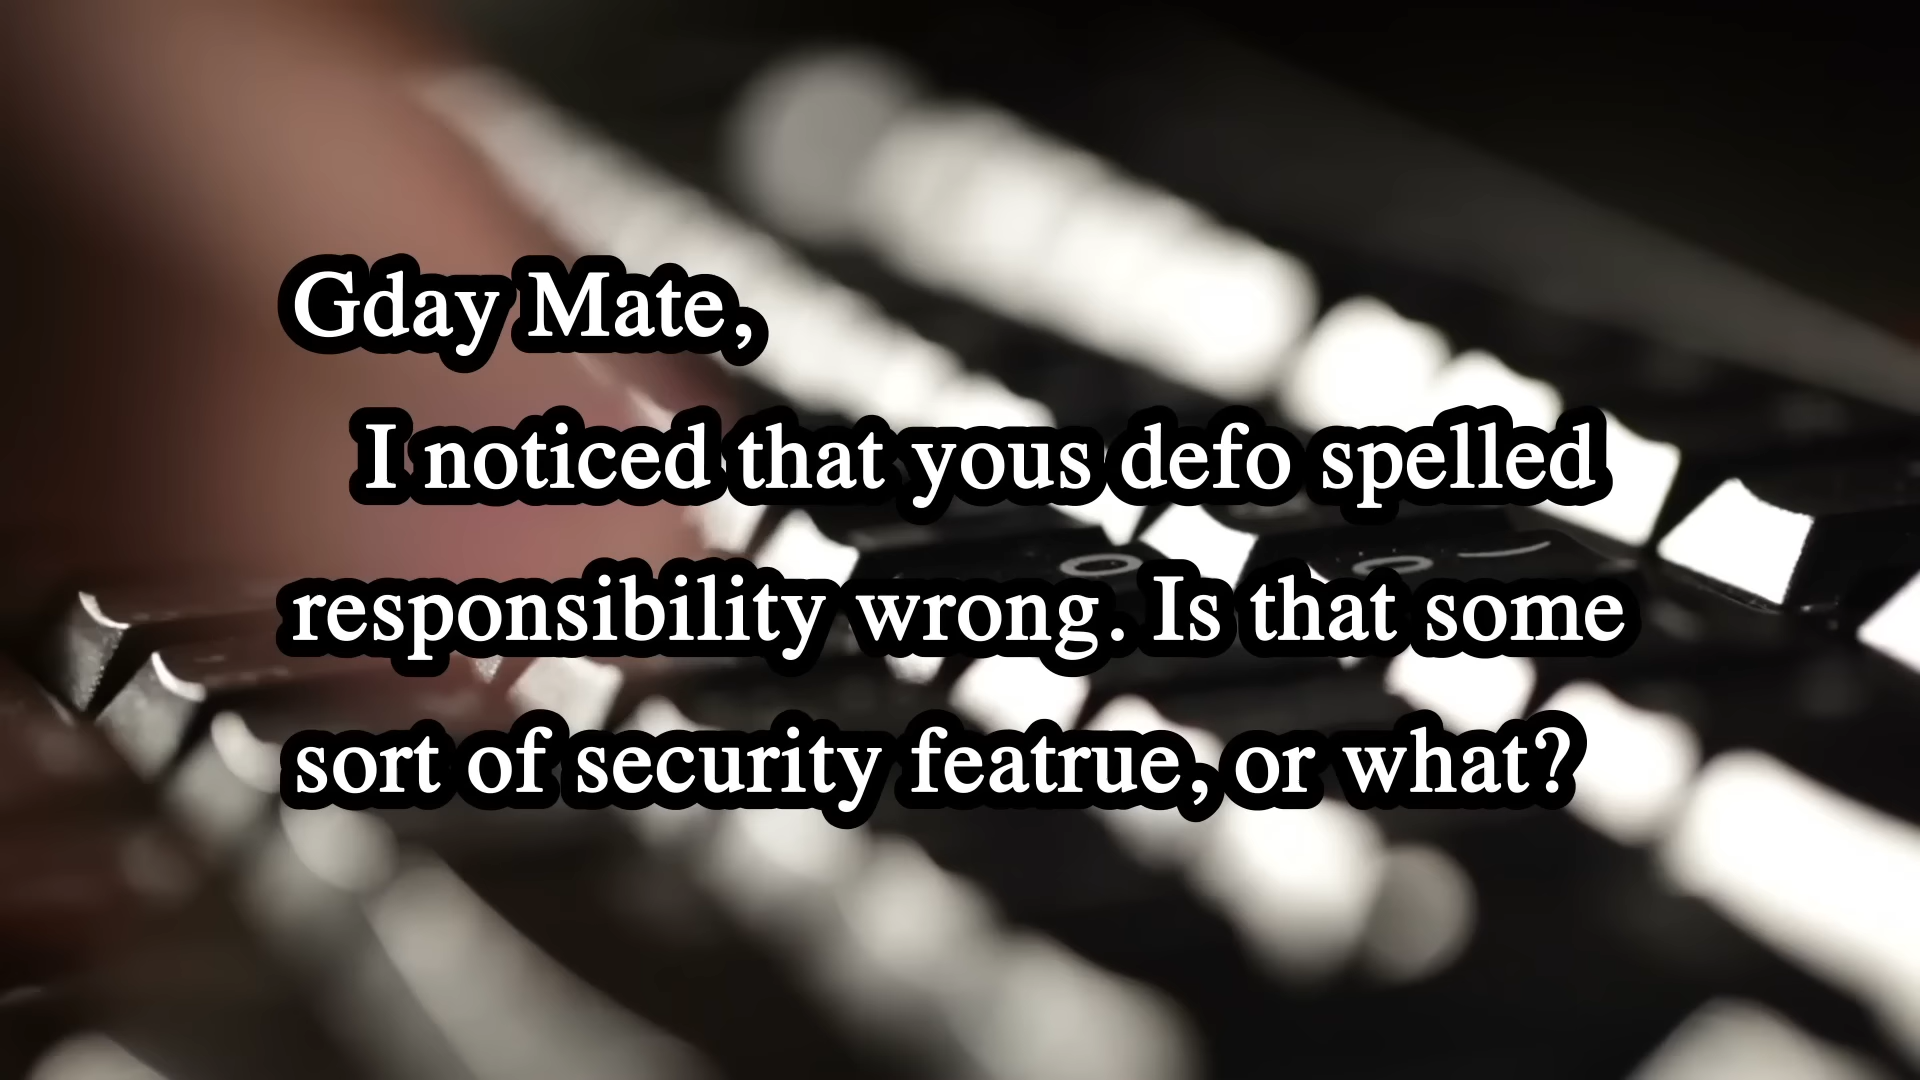 Gday Mate,
I noticed that yous defo spelled
responsibility wrong. Is that some
sort of security featrue, or what?